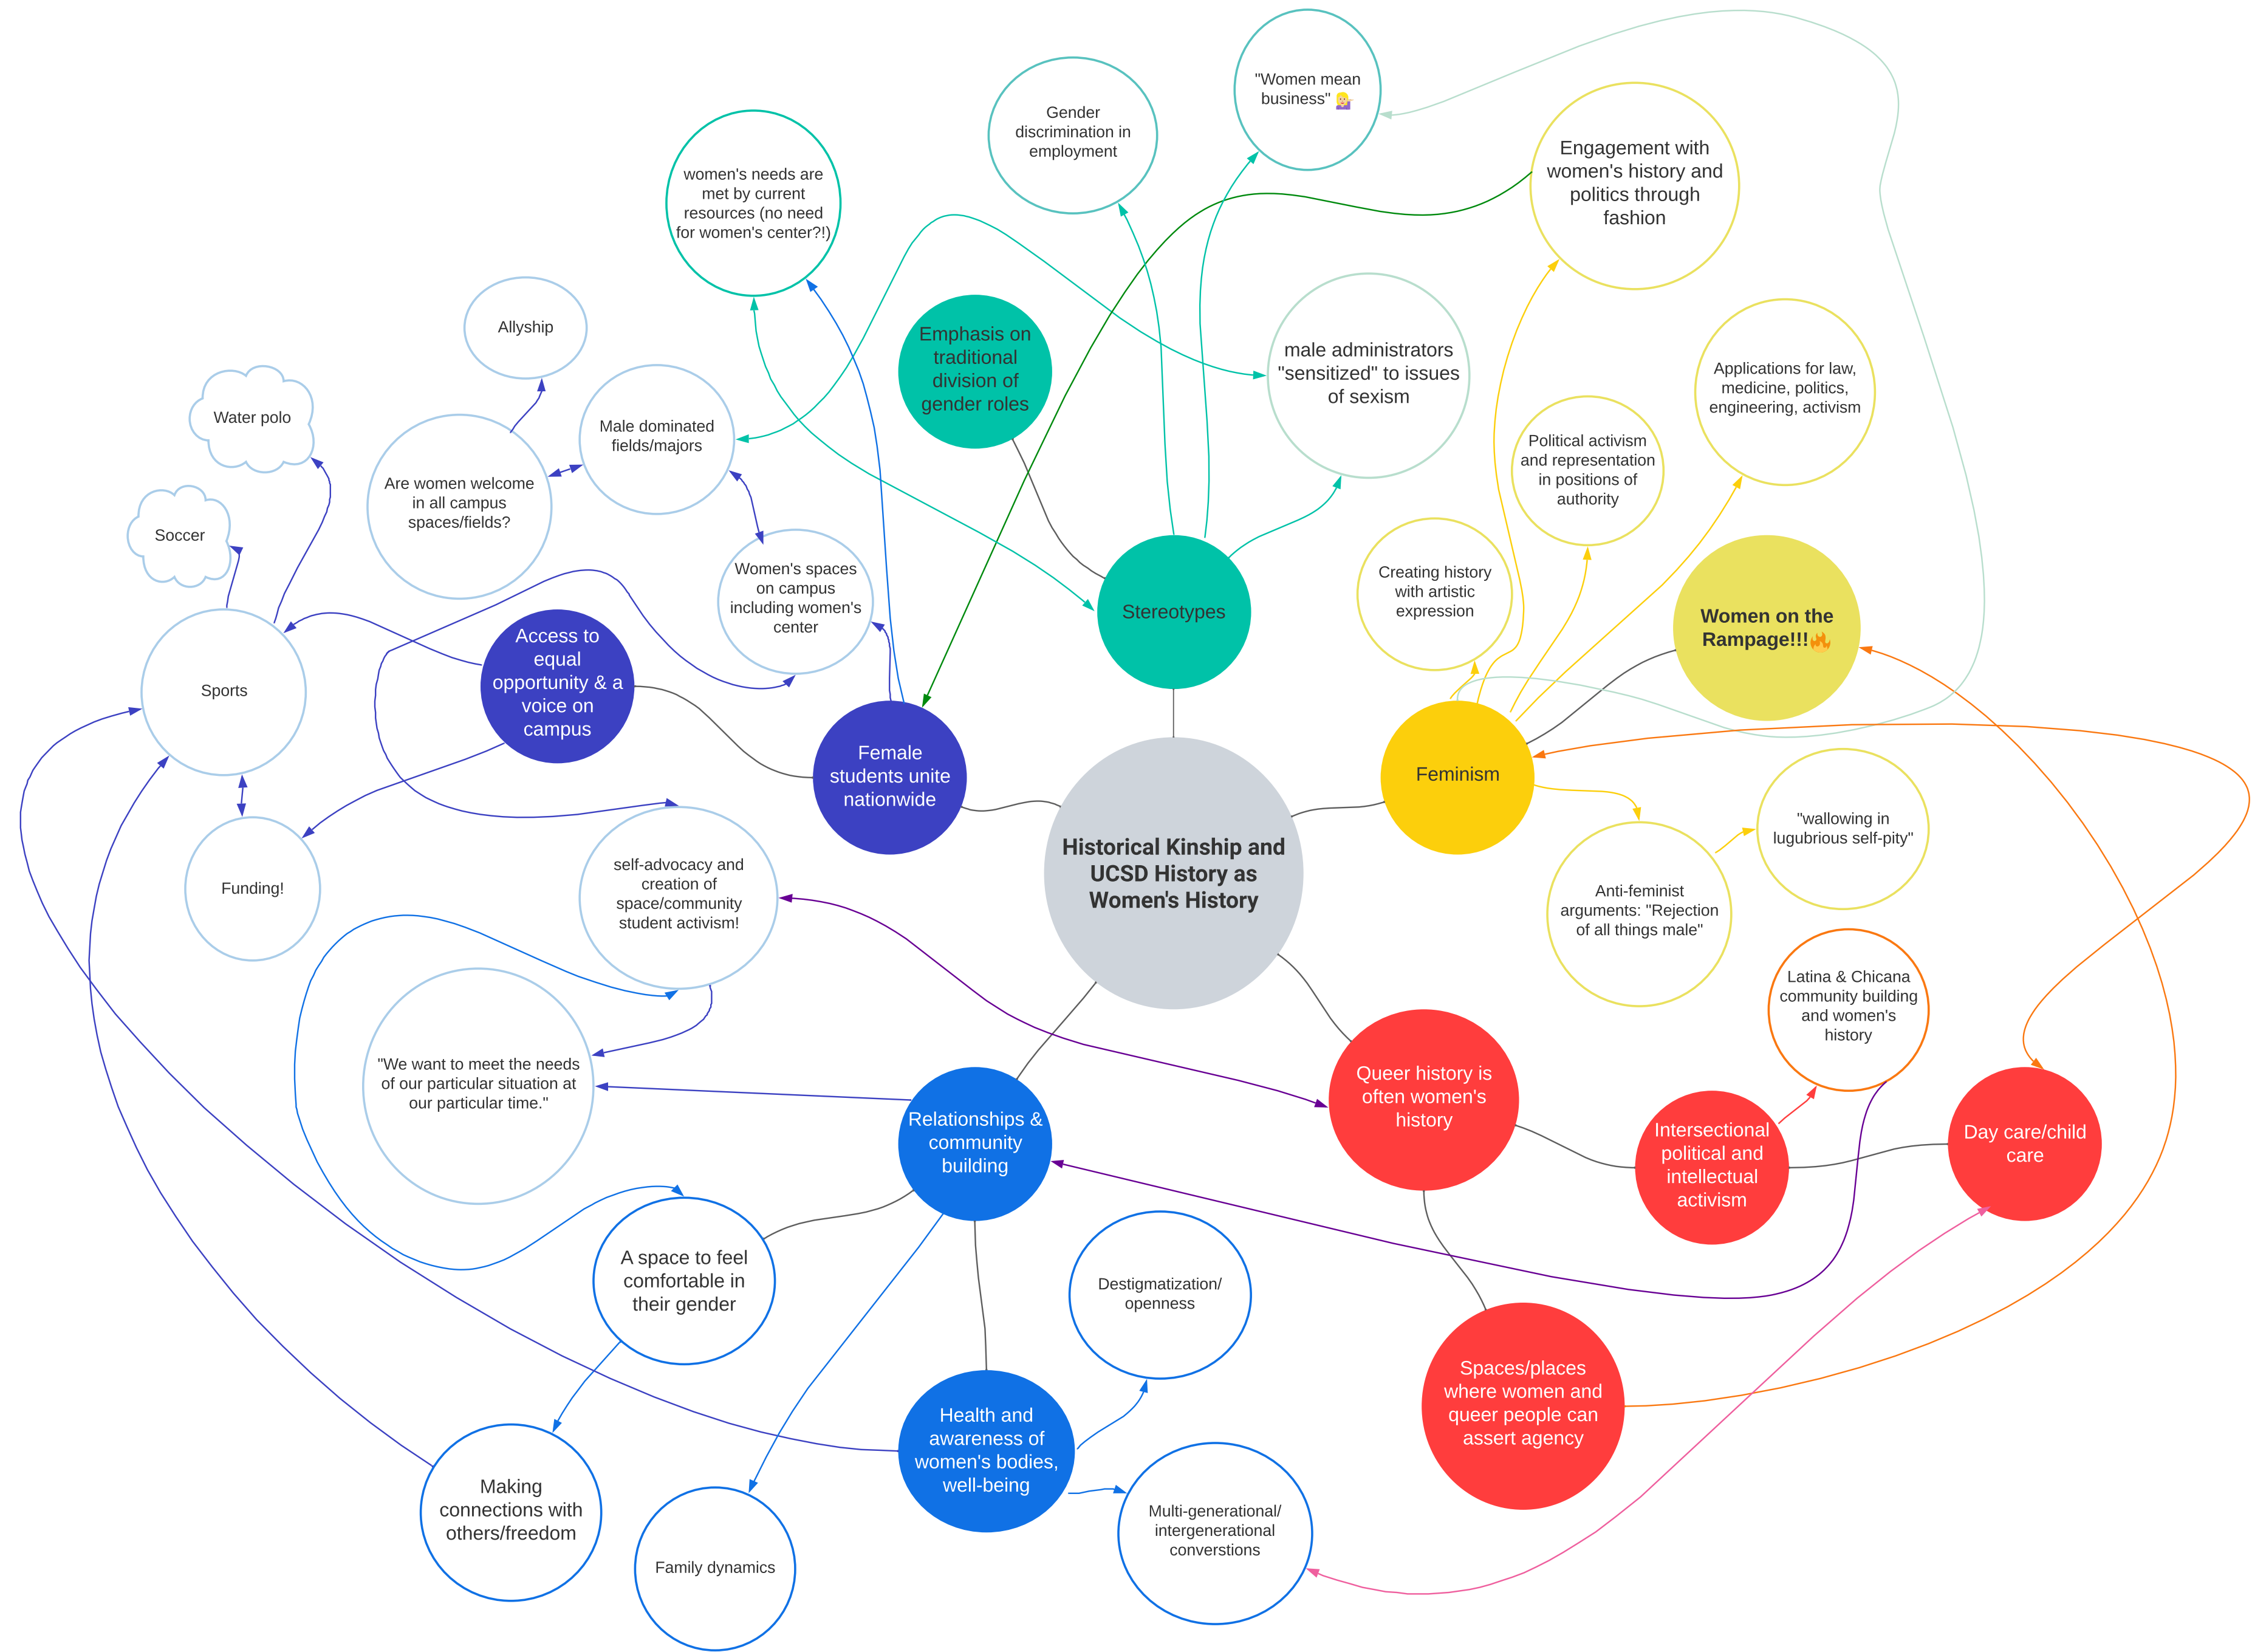 "Women mean
business" 💁🏼‍♀️
Gender
discrimination in
employment
Engagement with
women's history and
politics through
fashion
women's needs are
met by current
resources (no need
for women's center?!)
Allyship
Emphasis on
traditional
division of
gender roles
male administrators
"sensitized" to issues
of sexism
Applications for law,
medicine, politics,
engineering, activism
Water polo
Male dominated
fields/majors
Political activism
and representation
in positions of
authority
Are women welcome
in all campus
spaces/fields?
Soccer
Women's spaces
on campus
including women's
center
Creating history
with artistic
expression
Stereotypes
Women on the
Rampage!!!🔥
Access to
equal
opportunity & a
voice on
campus
Sports
Female
students unite
nationwide
Feminism
"wallowing in
lugubrious self-pity"
Historical Kinship and
UCSD History as
Women's History
Funding!
self-advocacy and
creation of
space/community
student activism!
Anti-feminist
arguments: "Rejection
of all things male"
Latina & Chicana
community building
and women's
history
"We want to meet the needs
of our particular situation at
our particular time."
Relationships &
community
building
Queer history is
often women's
history
Intersectional
political and
intellectual
activism
Day care/child
care
A space to feel
comfortable in
their gender
Destigmatization/
openness
Spaces/places
where women and
queer people can
assert agency
Health and
awareness of
women's bodies,
well-being
Making
connections with
others/freedom
Family dynamics
Multi-generational/
intergenerational
converstions